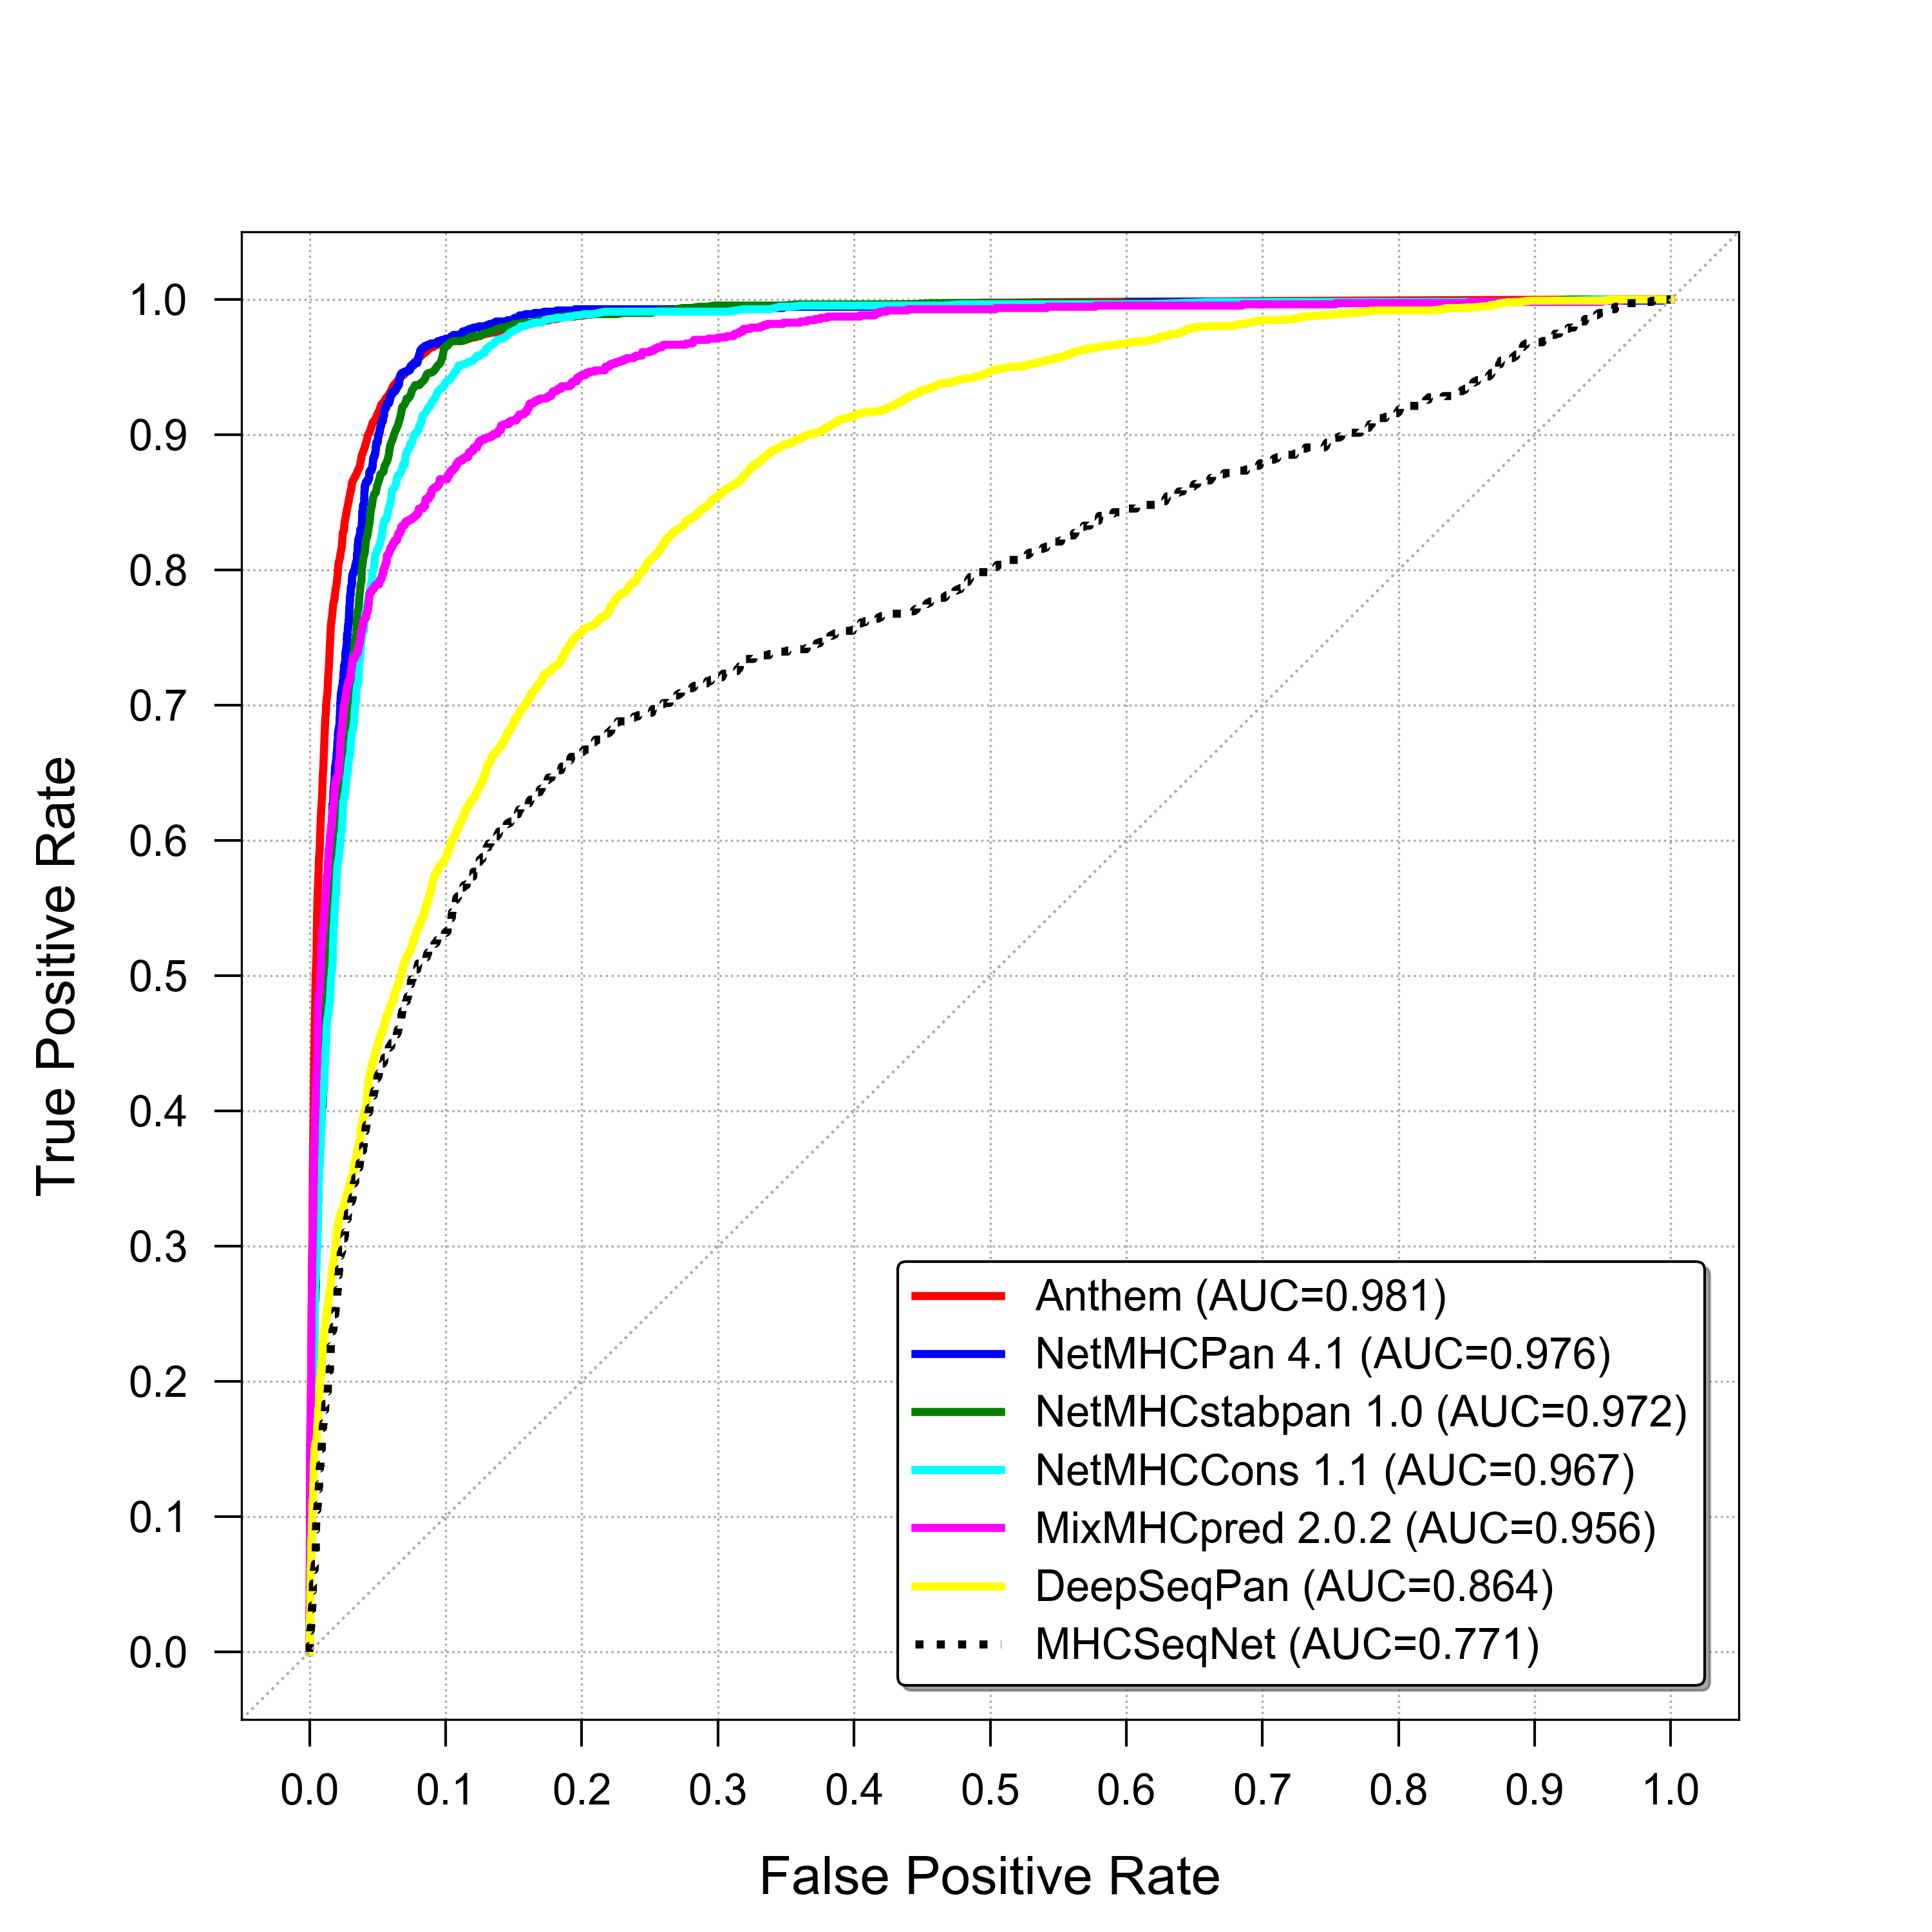 True Positive Rate
1.0
0.9
0.8
0.7
0.6
0.5
0.4
0.3
0.2
0.1
0.0
Anthem (AUC=0.981)
NetMHCPan 4.1 (AUC=0.976)
NetMHCstabpan 1.0 (AUC=0.972)
NetMHCCons 1.1 (AUC=0.967)
MixMHCpred 2.0.2 (AUC=0.956)
DeepSeqPan (AUC=0.864)
MHCSeqNet (AUC=0.771)
0.0 0.1 0.2 0.3 0.4 0.5 0.6 0.7 0.8 0.9 1.0
False Positive Rate